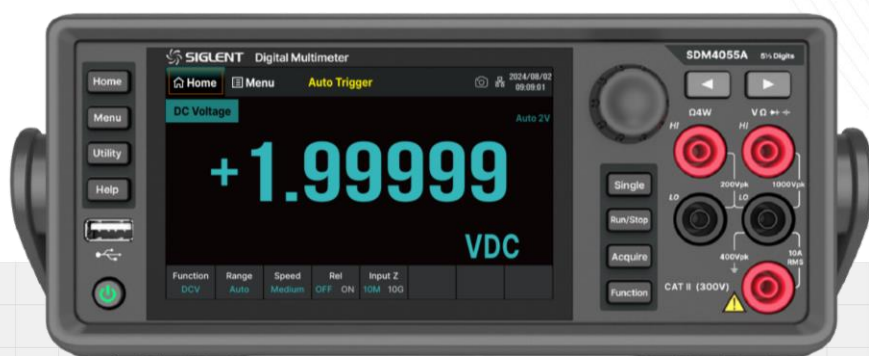 SIGLENT Digital Multimeter
SDM4055A 5½ Digits
Home Menu Auto Trigger 2024/08/02
09:09:01
DC Voltage Auto 2V
+1.99999
VDC
Function Range Speed Rel Input Z
DCV Auto Medium OFF ON 10M 10G
Home
Menu
Utility
Help
Single
Run/Stop
Acquire
Function
Ω4W VΩ
HI HI
200Vpk 1000Vpk
LO LO
400Vpk 10A
RMS
CAT II (300V)